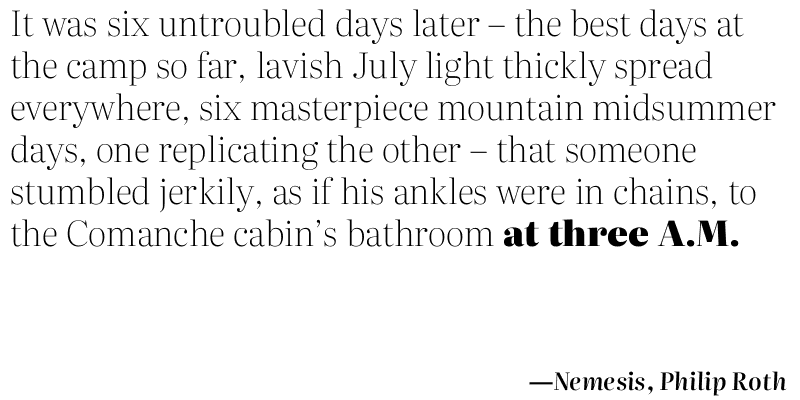 It was six untroubled days later – the best days at
the camp so far, lavish July light thickly spread
everywhere, six masterpiece mountain midsummer
days, one replicating the other – that someone
stumbled jerkily, as if his ankles were in chains, to
the Comanche cabin’s bathroom at three A.M.
—Nemesis, Philip Roth